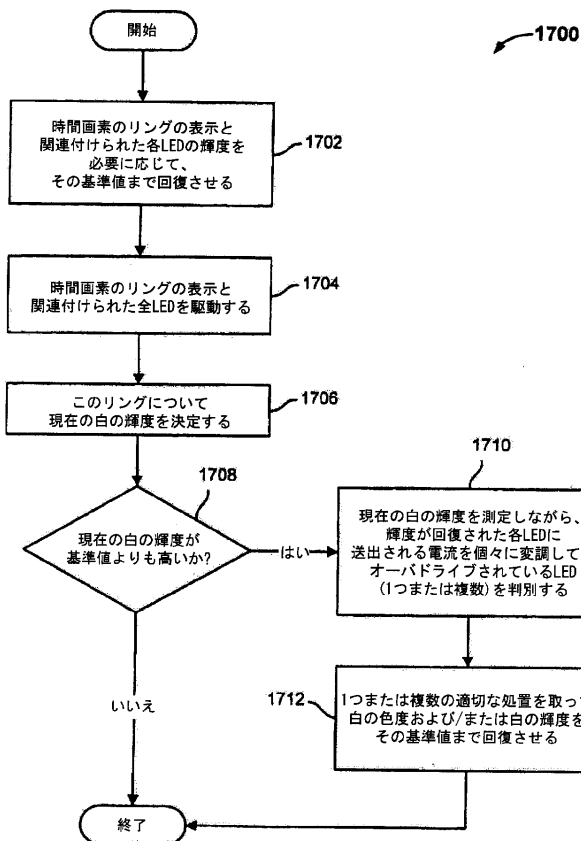 開始
1700
時間画素のリングの表示と
関連付けられた各LEDの輝度を
必要に応じて、
その基準値まで回復させる
1702
時間画素のリングの表示と
関連付けられた全LEDを駆動する
1704
このリングについて
現在の白の輝度を決定する
1706
1708
現在の白の輝度が
基準値よりも高いか?
はい
いいえ
1710
現在の白の輝度を測定しながら、
輝度が回復された各LEDに
送出される電流を個々に変調して
オーバドライブされているLED
(1つまたは複数)を判別する
1712
1つまたは複数の適切な処置を取っ
白の色度および/または白の輝度を
その基準値まで回復させる
終了